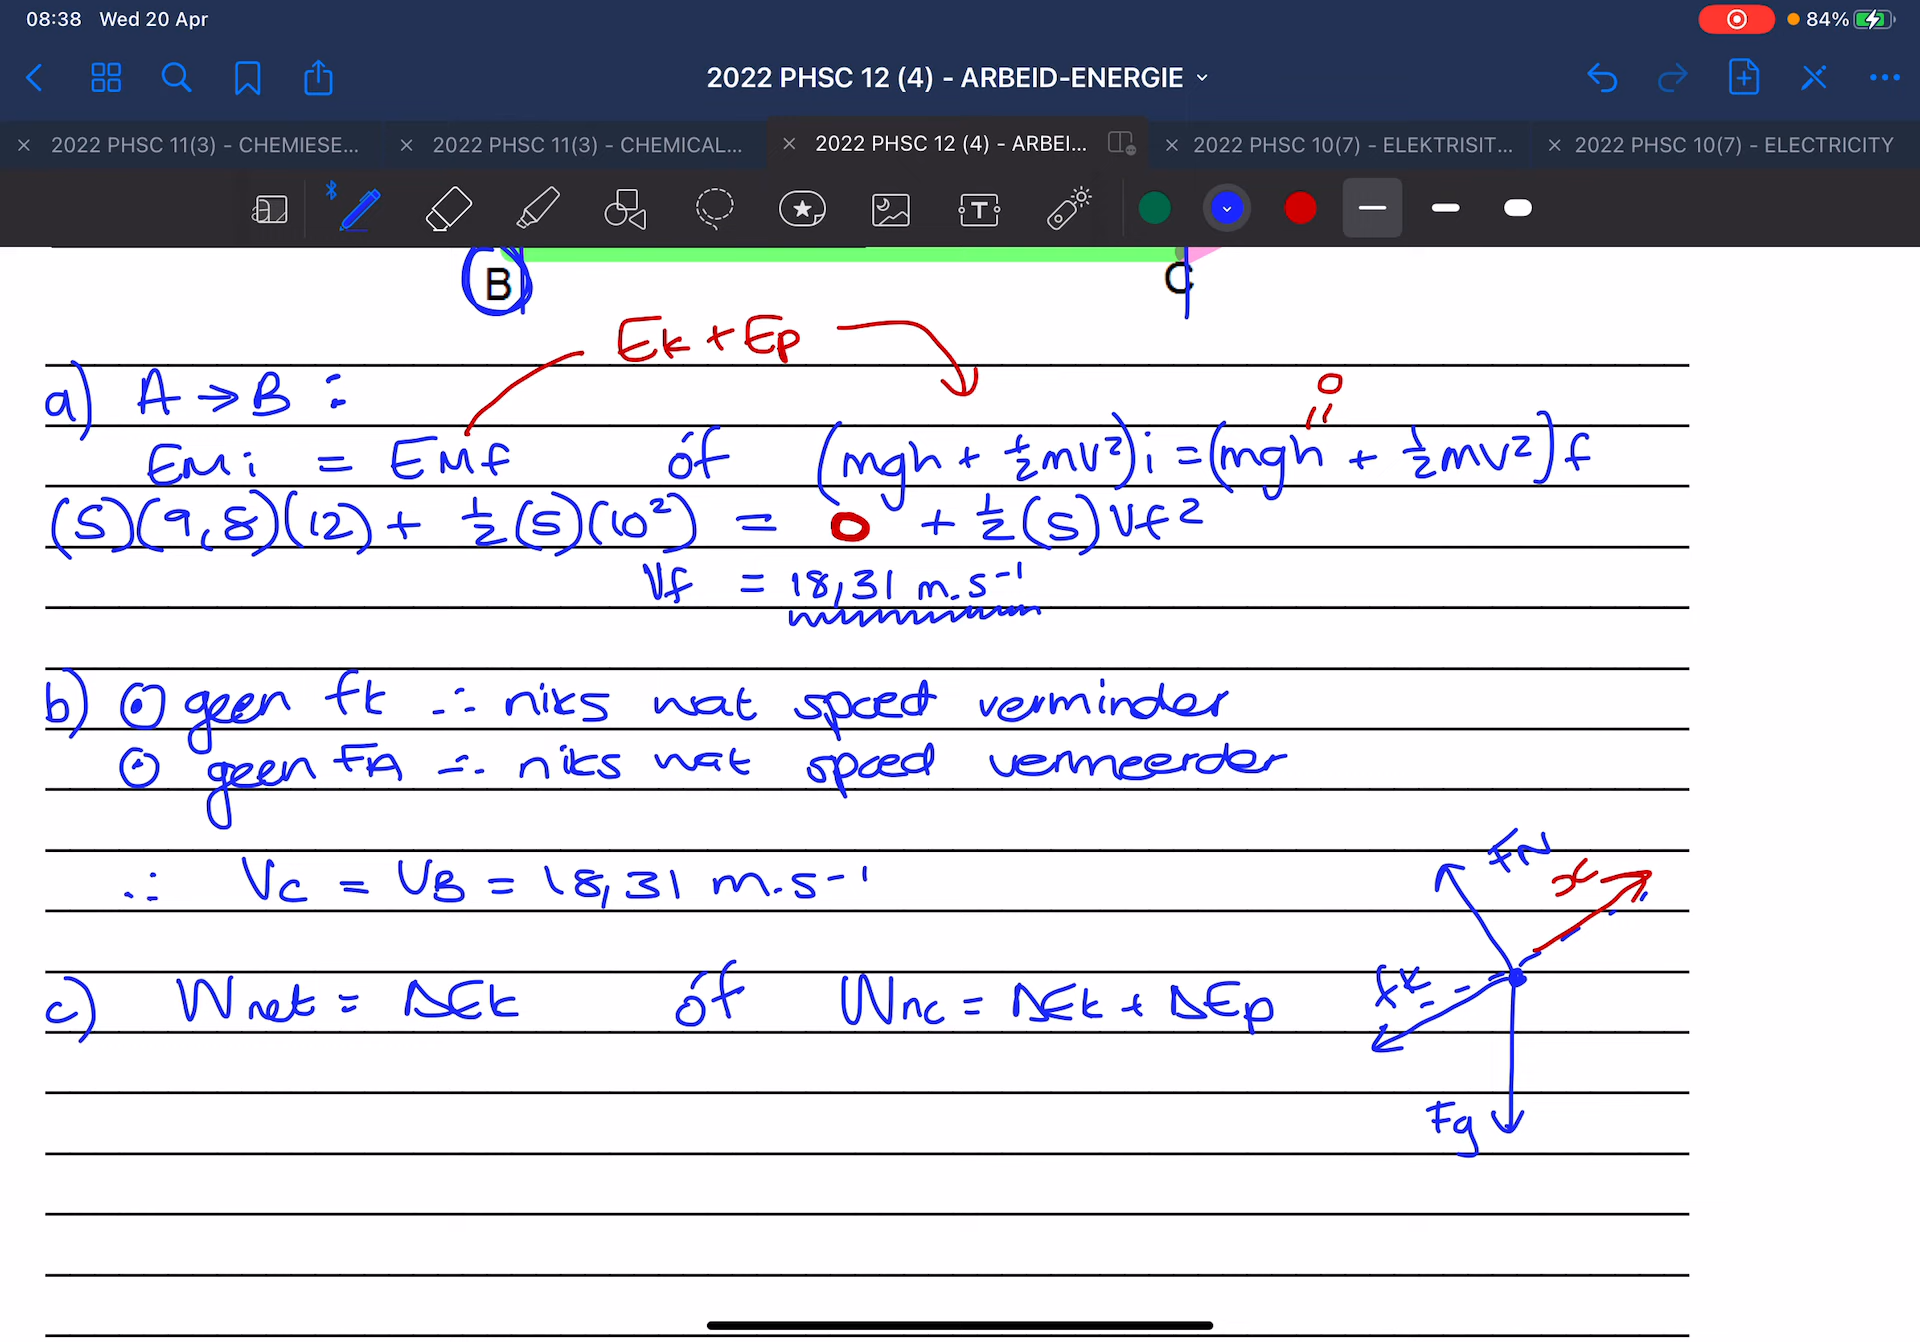 08:38 Wed 20 Apr
84%
2022 PHSC 12 (4) - ARBEID-ENERGIE
2022 PHSC 11(3) - CHEMIESE...
2022 PHSC 11(3) - CHEMICAL...
2022 PHSC 12 (4) - ARBEI...
2022 PHSC 10(7) - ELEKTRISIT...
2022 PHSC 10(7) - ELECTRICITY
T
B C
Ek + Ep
a) A → B :
0
=
EMi = EMf óf (mgh + ½mv²)i = (mgh + ½mv²)f
(5)(9,8)(12) + ½(5)(10²) = 0 + ½(5)Vf²
Vf = 18,31 m.s⁻¹
b) ⊙ geen fk ∴ niks wat spoed verminder
⊙ geen FA ∴ niks wat spoed vermeerder
FN
x
∴ Vc = VB = 18,31 m.s⁻¹
c) Wnet = ΔEk óf Wnc = ΔEk + ΔEp
fk
Fg